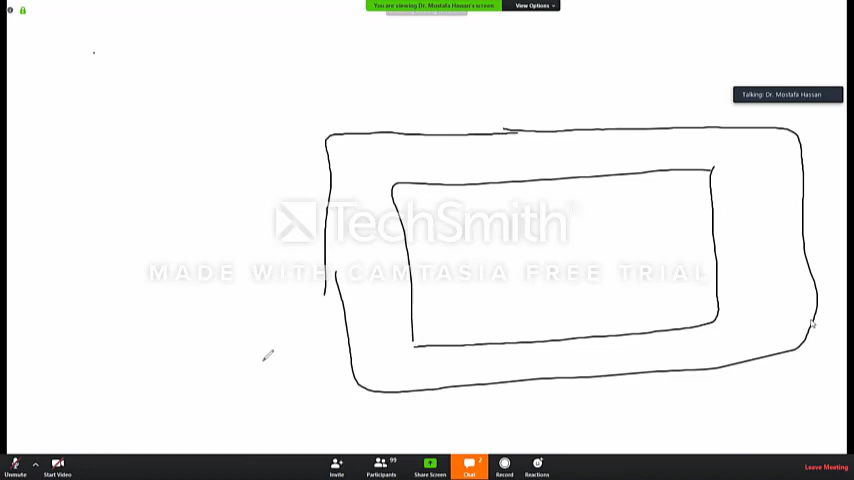 You are viewing Dr. Mostafa Hassan's screen
View Options
Talking: Dr. Mostafa Hassan
TechSmith®
MADE WITH CAMTASIA FREE TRIAL
99
2
Unmute
Start Video
Invite
Participants
Share Screen
Chat
Record
Reactions
Leave Meeting